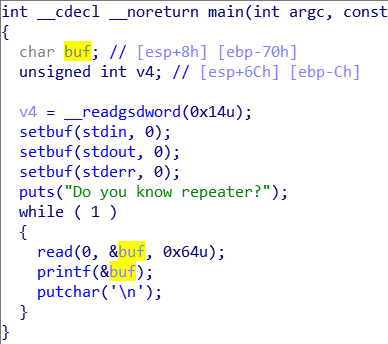 int __cdecl __noreturn main(int argc, const
{
  char buf; // [esp+8h] [ebp-70h]
  unsigned int v4; // [esp+6Ch] [ebp-Ch]

  v4 = __readgsdword(0x14u);
  setbuf(stdin, 0);
  setbuf(stdout, 0);
  setbuf(stderr, 0);
  puts("Do you know repeater?");
  while ( 1 )
  {
    read(0, &buf, 0x64u);
    printf(&buf);
    putchar('\n');
  }
}